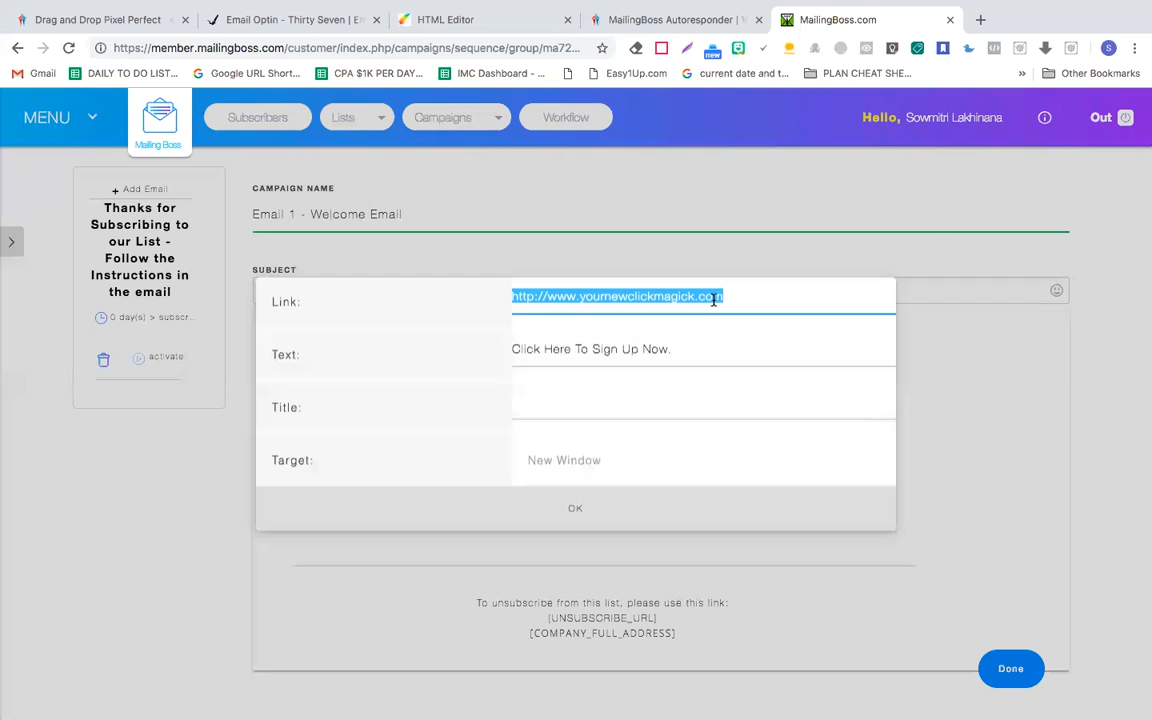 Drag and Drop Pixel Perfect
Email Optin - Thirty Seven | E
HTML Editor
MailingBoss Autoresponder | W
MailingBoss.com
https://member.mailingboss.com/customer/index.php/campaigns/sequence/group/ma72...
new
S
Gmail
DAILY TO DO LIST...
Google URL Short...
CPA $1K PER DAY...
IMC Dashboard - ...
Easy1Up.com
current date and t...
PLAN CHEAT SHE...
»
Other Bookmarks
MENU
Mailing Boss
Subscribers
Lists
Campaigns
Workflow
Hello, Sowmitri Lakhinana
Out
+ Add Email
Thanks for
Subscribing to
our List -
Follow the
Instructions in
the email
0 day(s) > subscr...
activate
CAMPAIGN NAME
Email 1 - Welcome Email
SUBJECT
Link:
http://www.yournewclickmagick.com
Text:
Click Here To Sign Up Now.
Title:
Target:
New Window
OK
To unsubscribe from this list, please use this link:
[UNSUBSCRIBE_URL]
[COMPANY_FULL_ADDRESS]
Done